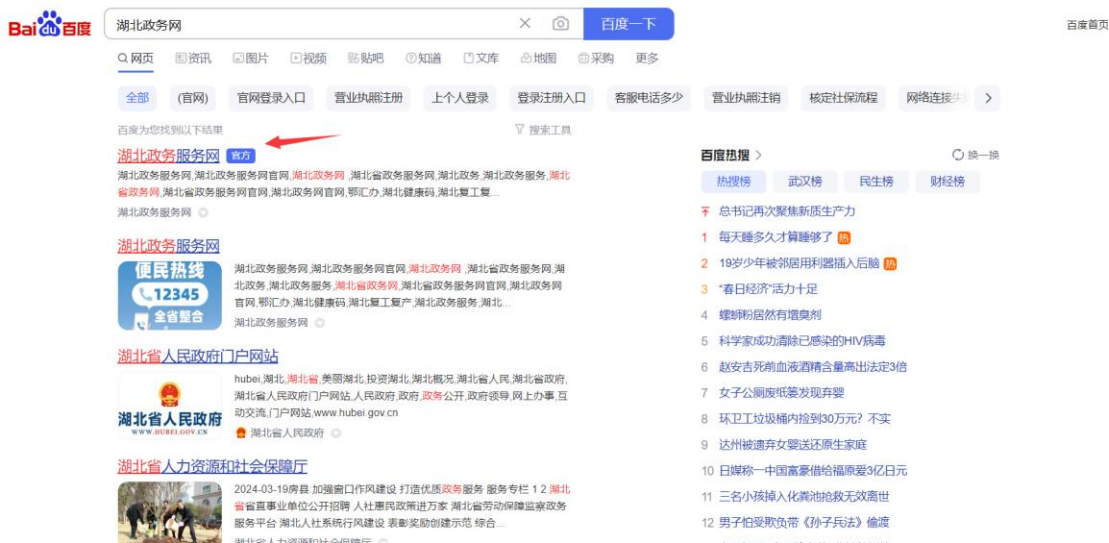 Bai du 百度
湖北政务网
百度一下
百度首页
网页 资讯 图片 视频 贴吧 知道 文库 地图 采购 更多
全部 (官网) 官网登录入口 营业执照注册 上个人登录 登录注册入口 客服电话多少 营业执照注销 核定社保流程 网络连接
百度为您找到以下结果 搜索工具
湖北政务服务网 官方
湖北政务服务网,湖北政务服务网官网,湖北政务网 ,湖北省政务服务网,湖北政务,湖北政务服务,湖北
省政务网,湖北省政务服务网官网,湖北政务网官网,鄂汇办,湖北健康码,湖北复工复...
湖北政务服务网
湖北政务服务网
便民热线
12345
全省整合
湖北政务服务网,湖北政务服务网官网,湖北政务网 ,湖北省政务服务网,湖
北政务,湖北政务服务,湖北省政务网,湖北省政务服务网官网,湖北政务网
官网,鄂汇办,湖北健康码,湖北复工复产,湖北政务服务,湖北...
湖北政务服务网
湖北省人民政府门户网站
湖北省人民政府
WWW.HUBEI.GOV.CN
hubei,湖北,湖北省,美丽湖北,投资湖北,湖北概况,湖北省人民,湖北省政府,
湖北省人民政府门户网站,人民政府,政府,政务公开,政府领导,网上办事,互
动交流,门户网站,www.hubei.gov.cn
湖北省人民政府
湖北省人力资源和社会保障厅
2024-03-19房县:加强窗口作风建设 打造优质政务服务 服务专栏 1 2 湖北
省省直事业单位公开招聘 人社惠民政策进万家 湖北省劳动保障监察政务
服务平台 湖北人社系统行风建设 表彰奖励创建示范 综合...
湖北省人力资源和社会保障厅
百度热搜 换一换
热搜榜 武汉榜 民生榜 财经榜
总书记再次聚焦新质生产力
1 每天睡多久才算睡够了 热
2 19岁少年被邻居用利器插入后脑 热
3 “春日经济”活力十足
4 螺蛳粉居然有增臭剂
5 科学家成功清除已感染的HIV病毒
6 赵安吉死前血液酒精含量高出法定3倍
7 女子公厕废纸篓发现弃婴
8 环卫工垃圾桶内捡到30万元？不实
9 达州被遗弃女婴送还原生家庭
10 日媒称一中国富豪借给福原爱3亿日元
11 三名小孩掉入化粪池抢救无效离世
12 男子怕受欺负带《孙子兵法》偷渡